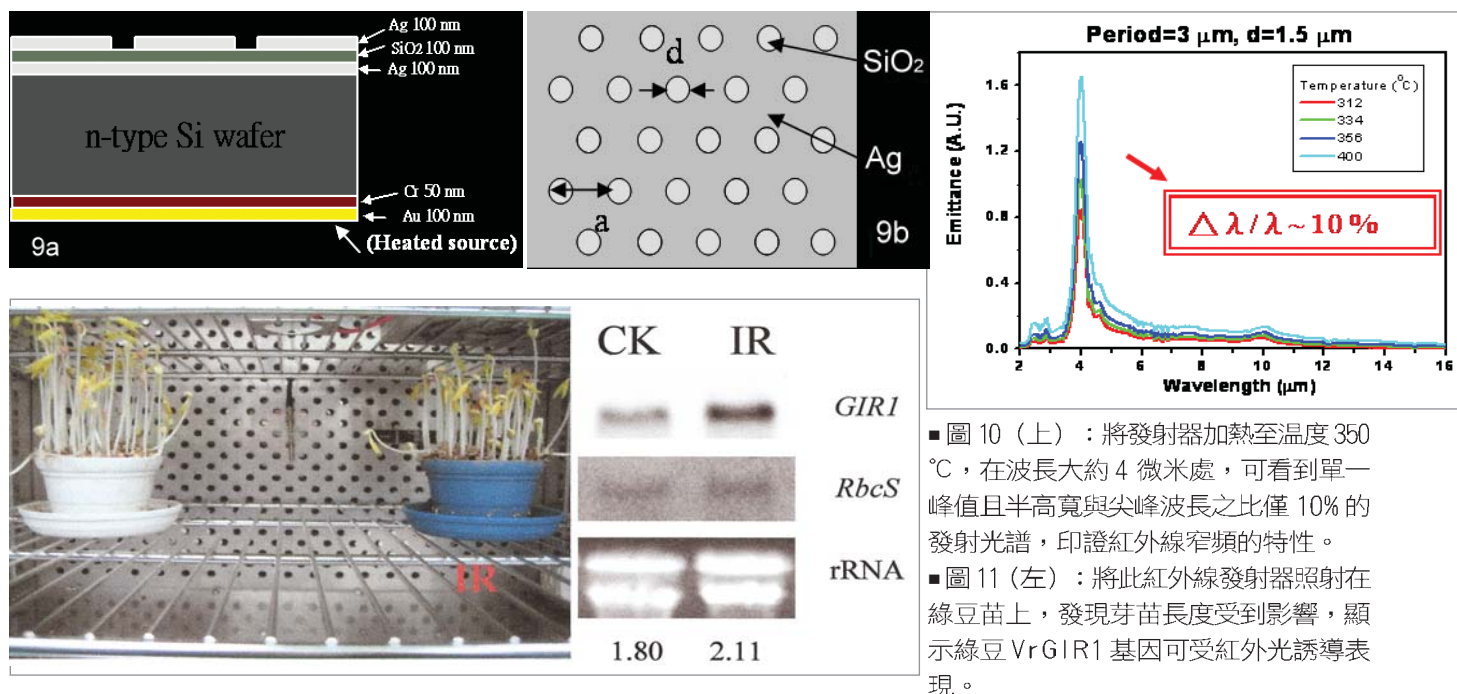 Ag 100 nm
SiO2 100 nm
Ag 100 nm
n-type Si wafer
Cr 50 nm
Au 100 nm
(Heated source)
9a
d
SiO₂
Ag
a
9b
Period=3 μm, d=1.5 μm
Emittance (A.U.)
1.6
1.2
0.8
0.4
0.0
Temperature (°C)
312
334
356
400
△ λ / λ ~ 10 %
2 4 6 8 10 12 14 16
Wavelength (μm)
IR
CK IR
GIR1
RbcS
rRNA
1.80 2.11
■圖 10（上）：將發射器加熱至溫度 350
℃，在波長大約 4 微米處，可看到單一
峰值且半高寬與尖峰波長之比僅 10% 的
發射光譜，印證紅外線窄頻的特性。
■圖 11（左）：將此紅外線發射器照射在
綠豆苗上，發現芽苗長度受到影響，顯
示綠豆 VrGIR1 基因可受紅外光誘導表
現。